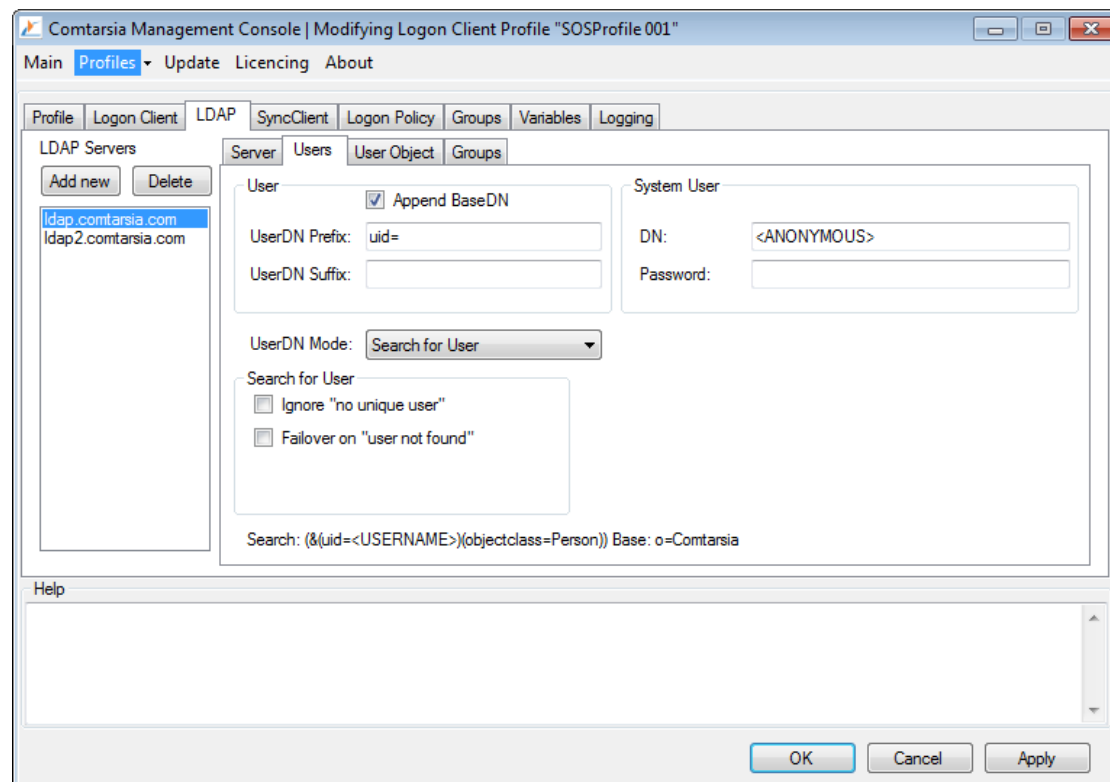 Comtarsia Management Console | Modifying Logon Client Profile "SOSProfile 001"
Main Profiles Update Licencing About
Profile Logon Client LDAP SyncClient Logon Policy Groups Variables Logging
LDAP Servers
Add new Delete
ldap.comtarsia.com
ldap2.comtarsia.com
Server Users User Object Groups
User
Append BaseDN
UserDN Prefix: uid=
UserDN Suffix:
System User
DN: <ANONYMOUS>
Password:
UserDN Mode: Search for User
Search for User
Ignore "no unique user"
Failover on "user not found"
Search: (&(uid=<USERNAME>)(objectclass=Person)) Base: o=Comtarsia
Help
OK Cancel Apply